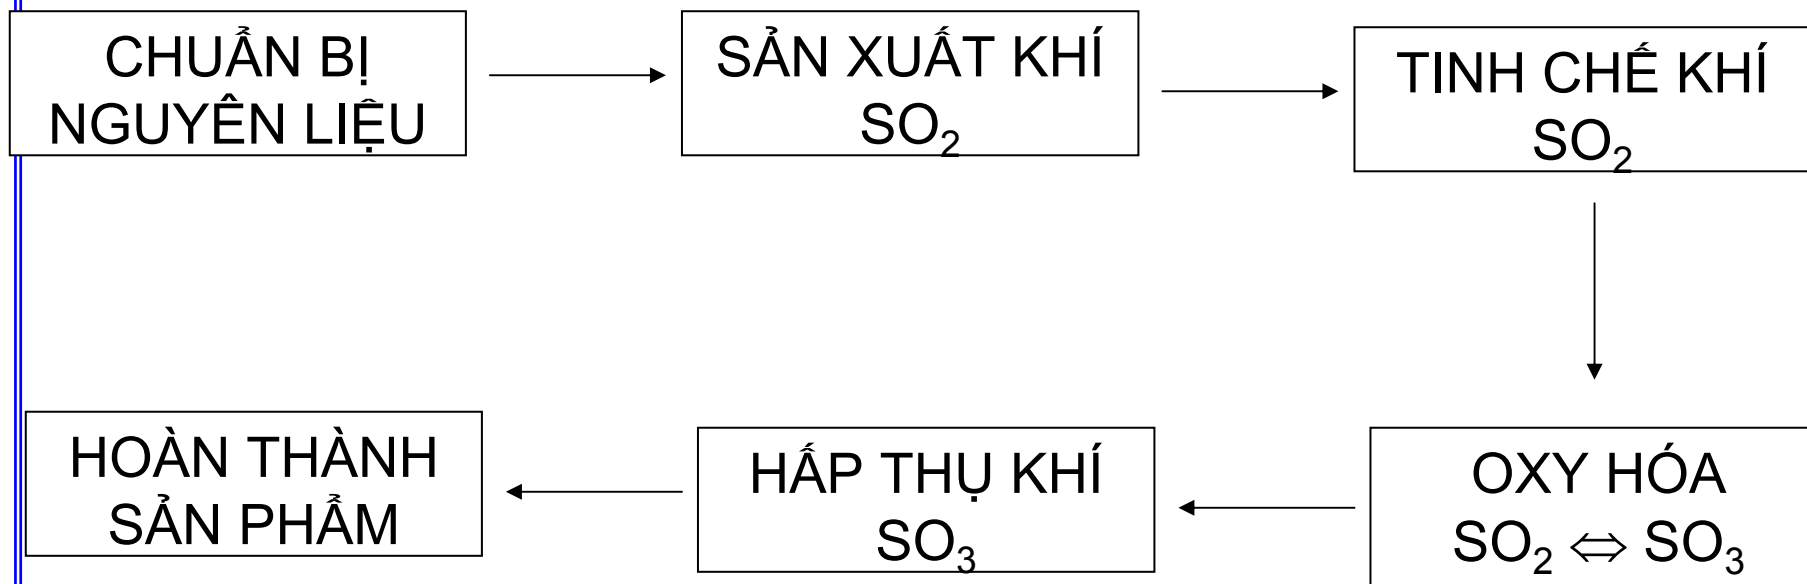 CHUẨN BỊ
NGUYÊN LIỆU
SẢN XUẤT KHÍ
SO₂
TINH CHẾ KHÍ
SO₂
OXY HÓA
SO₂ ⇔ SO₃
HẤP THỤ KHÍ
SO₃
HOÀN THÀNH
SẢN PHẨM